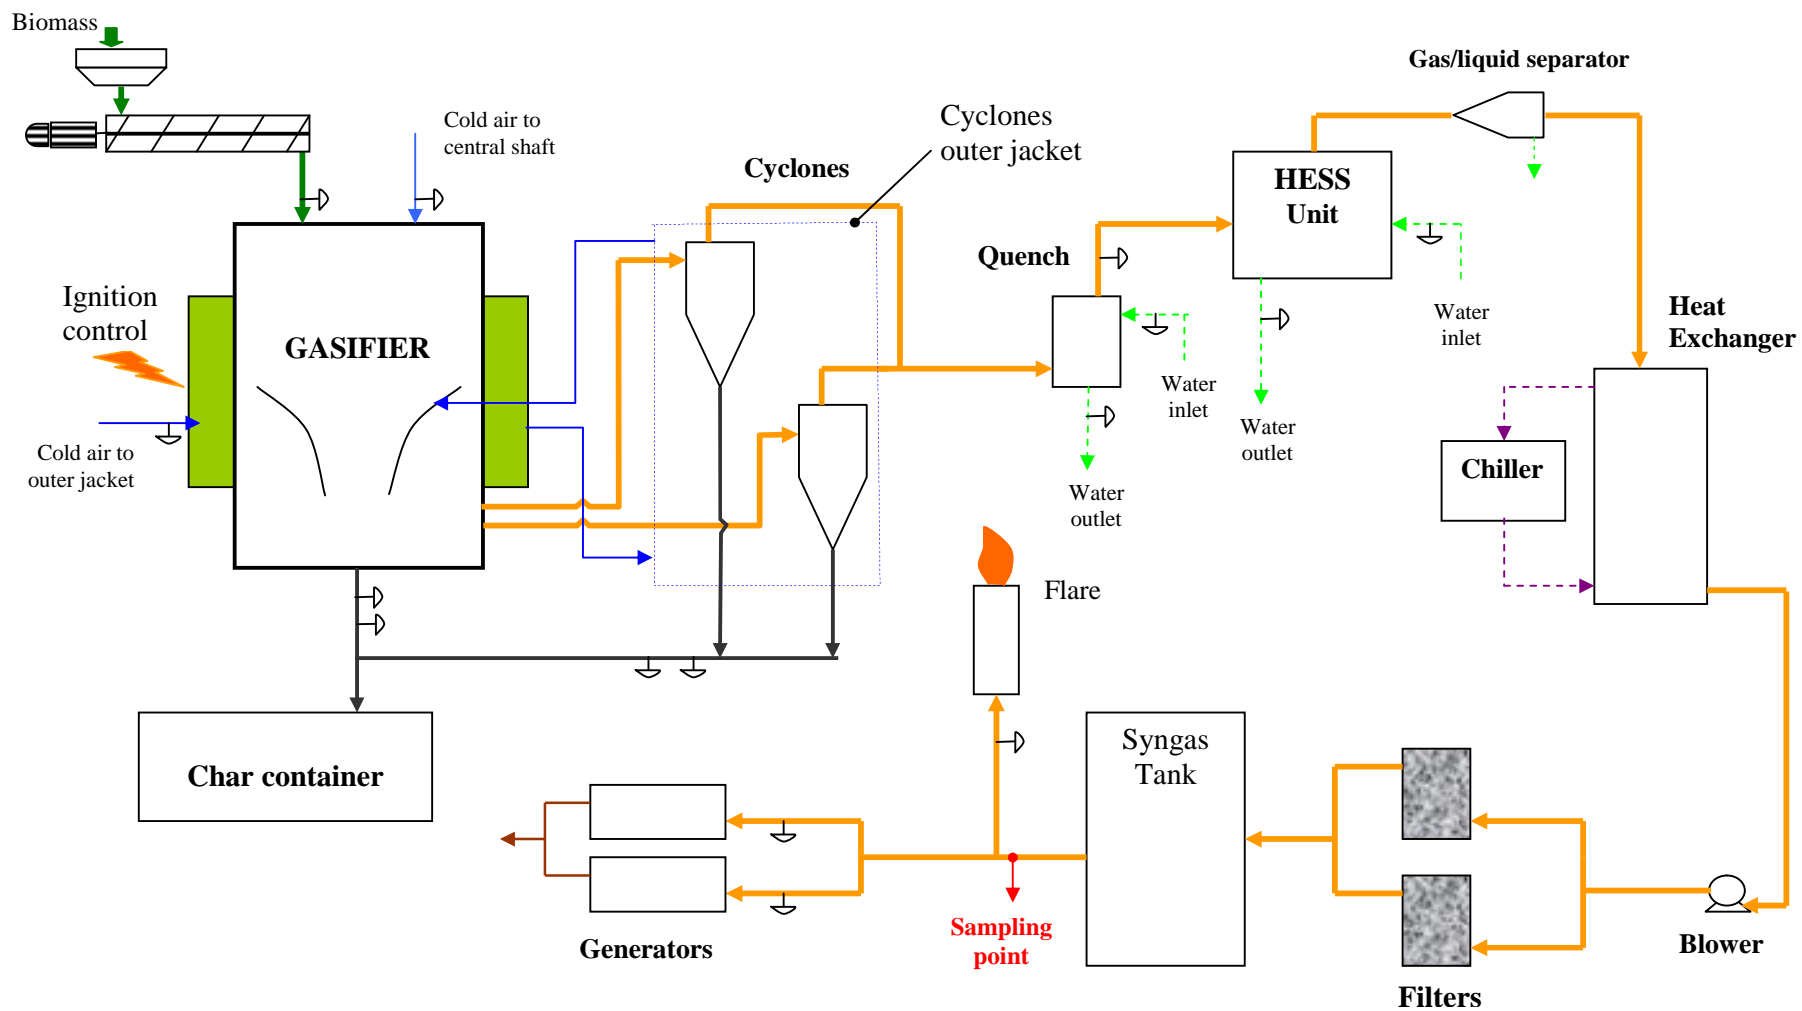 Biomass
Gas/liquid separator
Cold air to
central shaft
Cyclones
outer jacket
Cyclones
HESS
Unit
Quench
Ignition
control
GASIFIER
Water
inlet
Heat
Exchanger
Water
inlet
Water
outlet
Cold air to
outer jacket
Chiller
Water
outlet
Flare
Syngas
Tank
Char container
Sampling
point
Generators
Blower
Filters